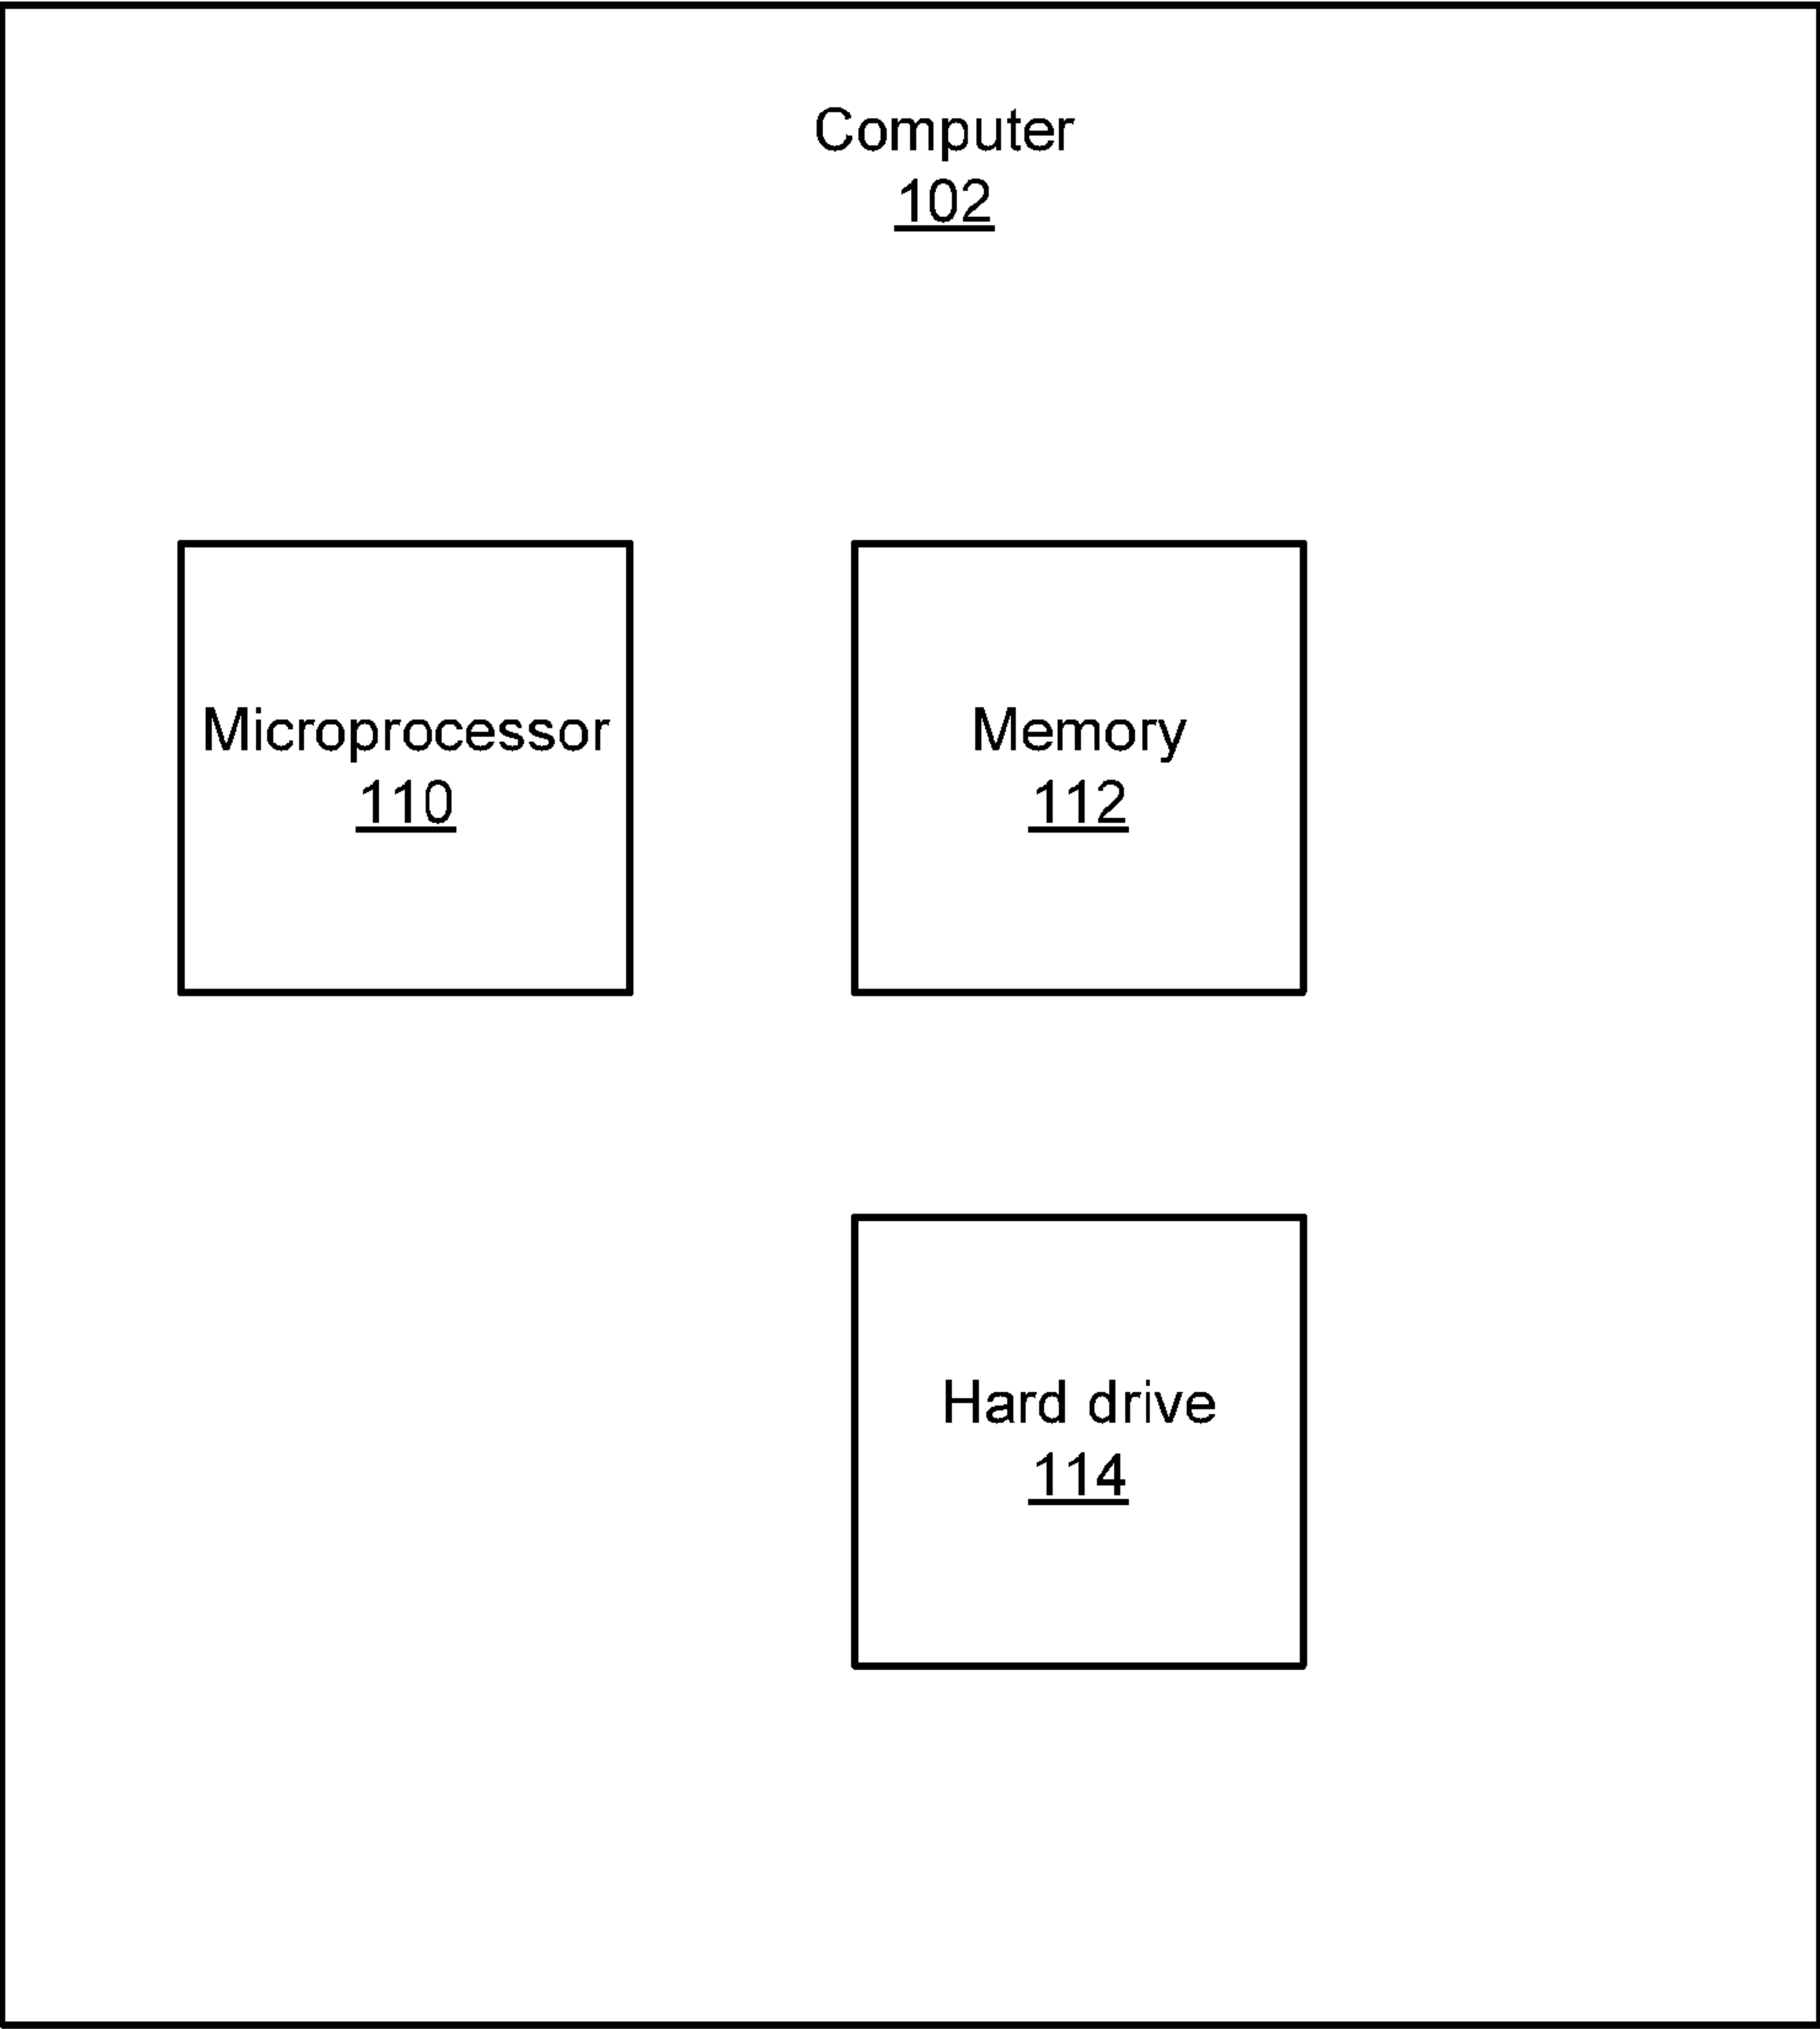 Computer
102
Microprocessor
110
Memory
112
Hard drive
114